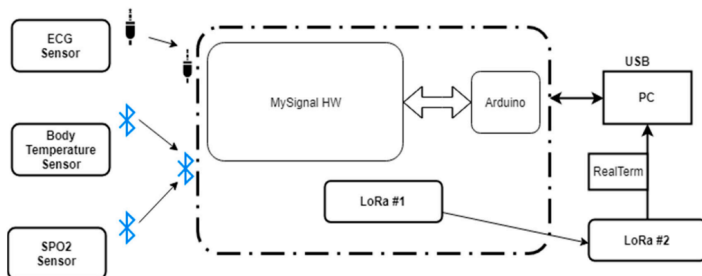 ECG
Sensor
Body
Temperature
Sensor
SPO2
Sensor
MySignal HW
Arduino
LoRa #1
USB
PC
RealTerm
LoRa #2